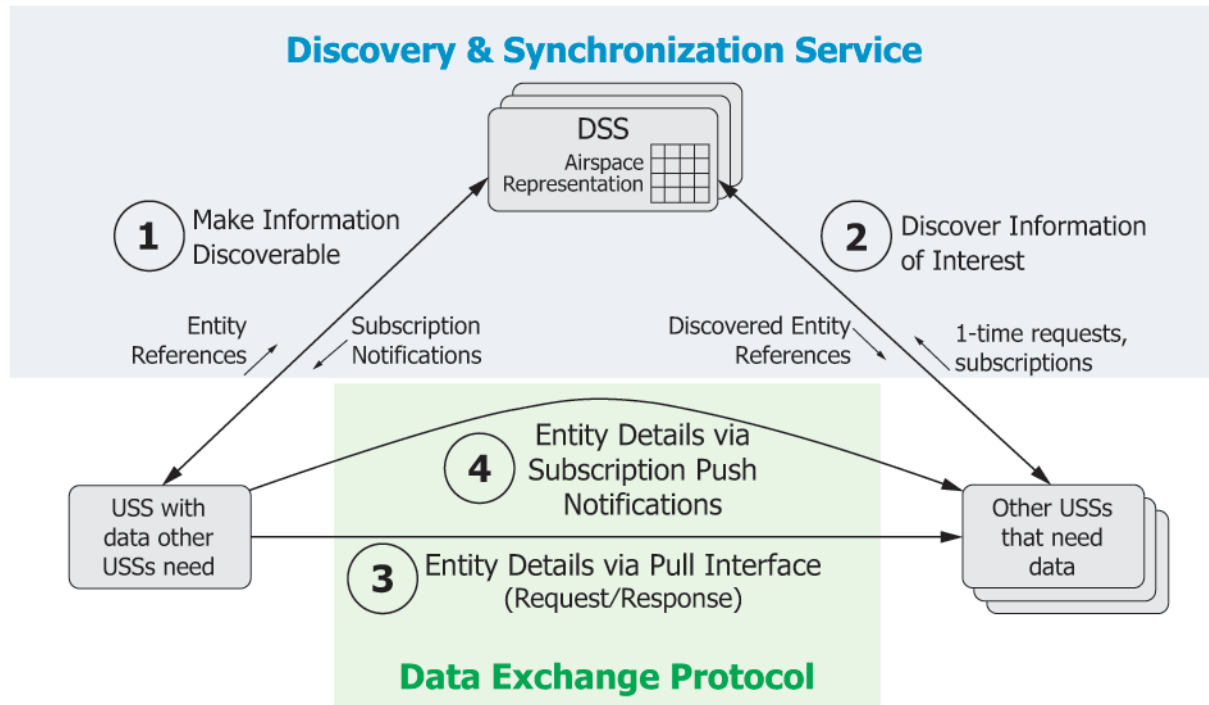 Discovery & Synchronization Service
DSS
Airspace
Representation
1
Make Information
Discoverable
2
Discover Information
of Interest
Entity
References
Subscription
Notifications
Discovered Entity
References
1-time requests,
subscriptions
4
Entity Details via
Subscription Push
Notifications
USS with
data other
USSs need
Other USSs
that need
data
3
Entity Details via Pull Interface
(Request/Response)
Data Exchange Protocol